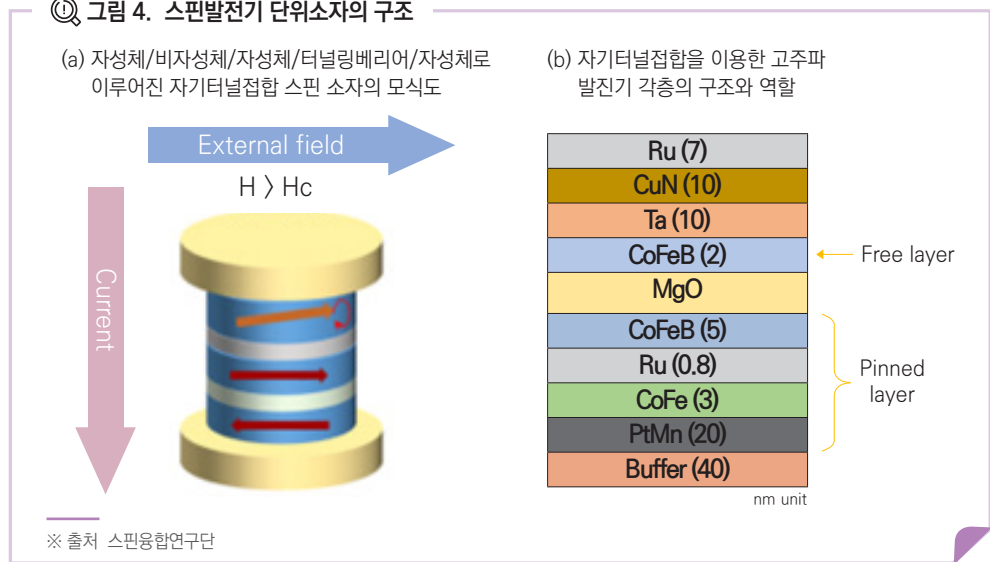 그림 4. 스핀발전기 단위소자의 구조
(a) 자성체/비자성체/자성체/터널링베리어/자성체로
이루어진 자기터널접합 스핀 소자의 모식도
External field
H > Hc
Current
(b) 자기터널접합을 이용한 고주파
발진기 각층의 구조와 역할
Ru (7)
CuN (10)
Ta (10)
CoFeB (2)
Free layer
MgO
CoFeB (5)
Ru (0.8)
CoFe (3)
PtMn (20)
Pinned
layer
Buffer (40)
nm unit
※ 출처 스핀융합연구단